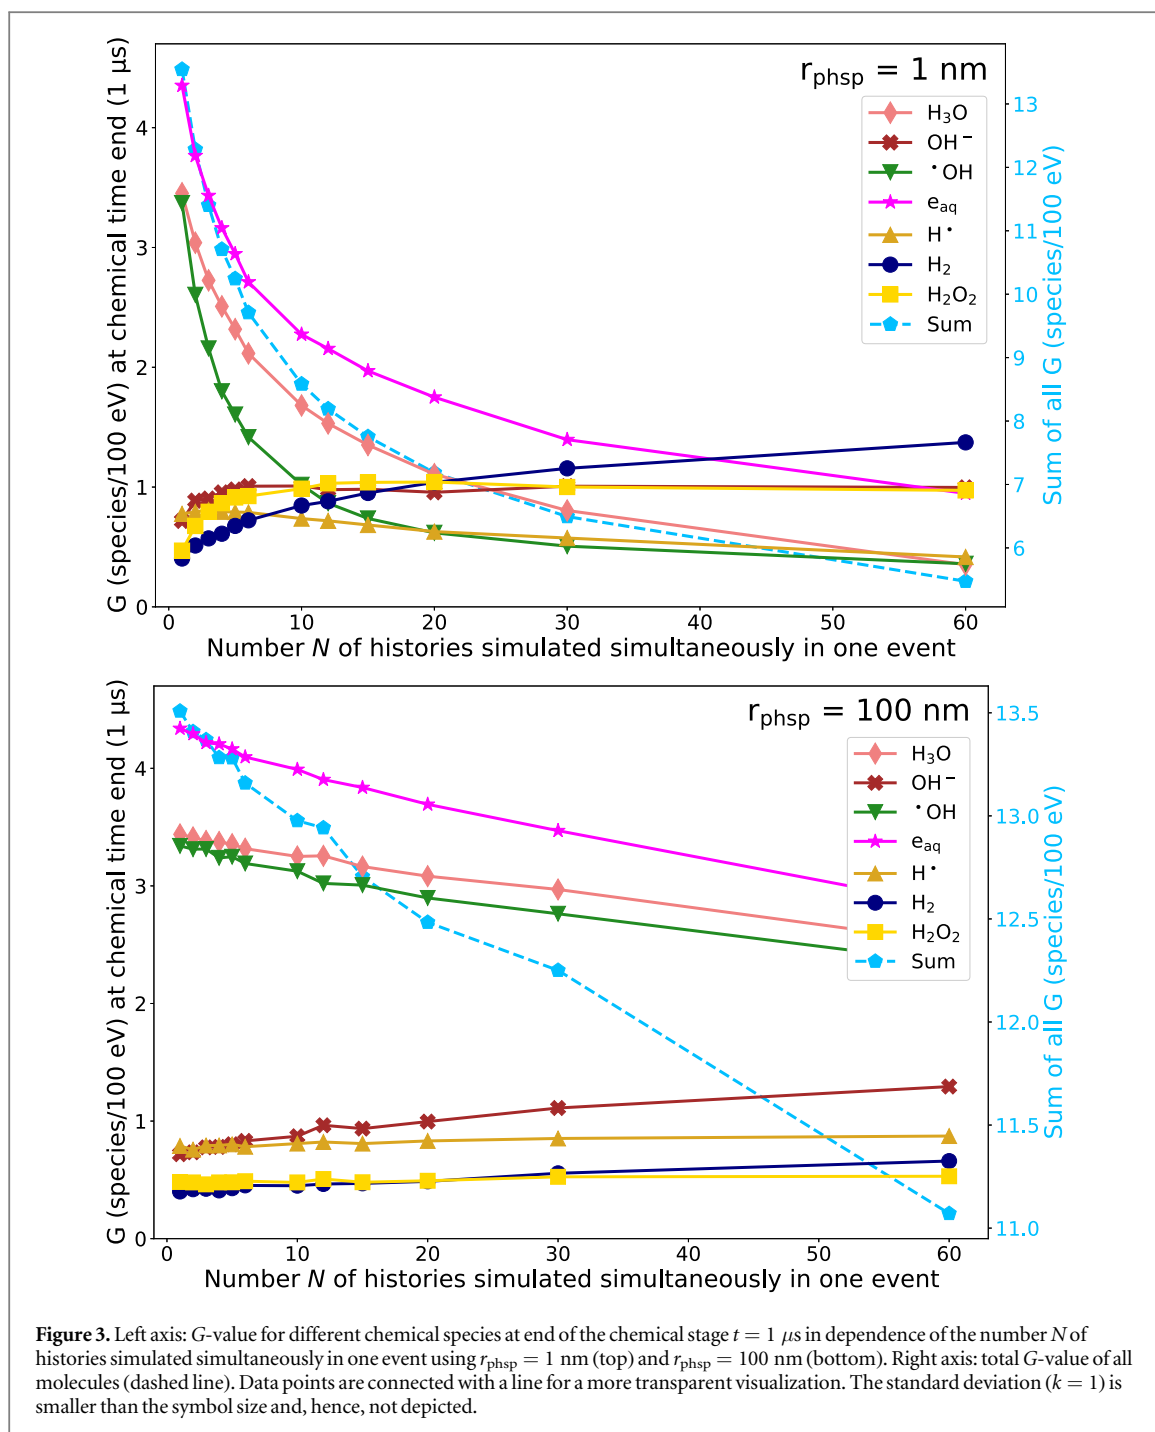 r_phsp = 1 nm
H₃O
OH⁻
•OH
e_aq
H•
H₂
H₂O₂
Sum
G (species/100 eV) at chemical time end (1 μs)
4
3
2
1
0
Sum of all G (species/100 eV)
13
12
11
10
9
8
7
6
0 10 20 30 40 50 60
Number N of histories simulated simultaneously in one event
r_phsp = 100 nm
H₃O
OH⁻
•OH
e_aq
H•
H₂
H₂O₂
Sum
G (species/100 eV) at chemical time end (1 μs)
4
3
2
1
0
Sum of all G (species/100 eV)
13.5
13.0
12.5
12.0
11.5
11.0
0 10 20 30 40 50 60
Number N of histories simulated simultaneously in one event
Figure 3. Left axis: G-value for different chemical species at end of the chemical stage t = 1 μs in dependence of the number N of
histories simulated simultaneously in one event using r_phsp = 1 nm (top) and r_phsp = 100 nm (bottom). Right axis: total G-value of all
molecules (dashed line). Data points are connected with a line for a more transparent visualization. The standard deviation (k = 1) is
smaller than the symbol size and, hence, not depicted.